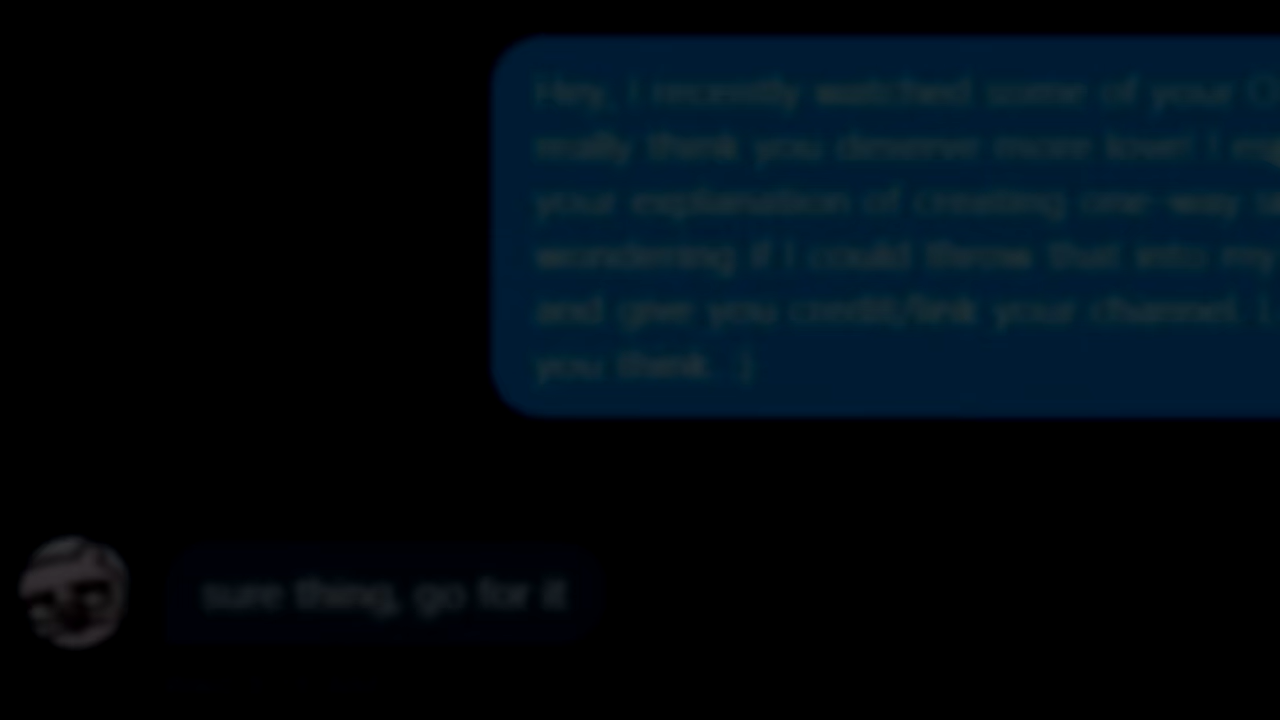 Hey, I recently watched some of your
really think you deserve more love! I
your explanation of creating one-way
wondering if I could throw that into my
and give you credit/link your channel.
you think. :)
sure thing, go for it